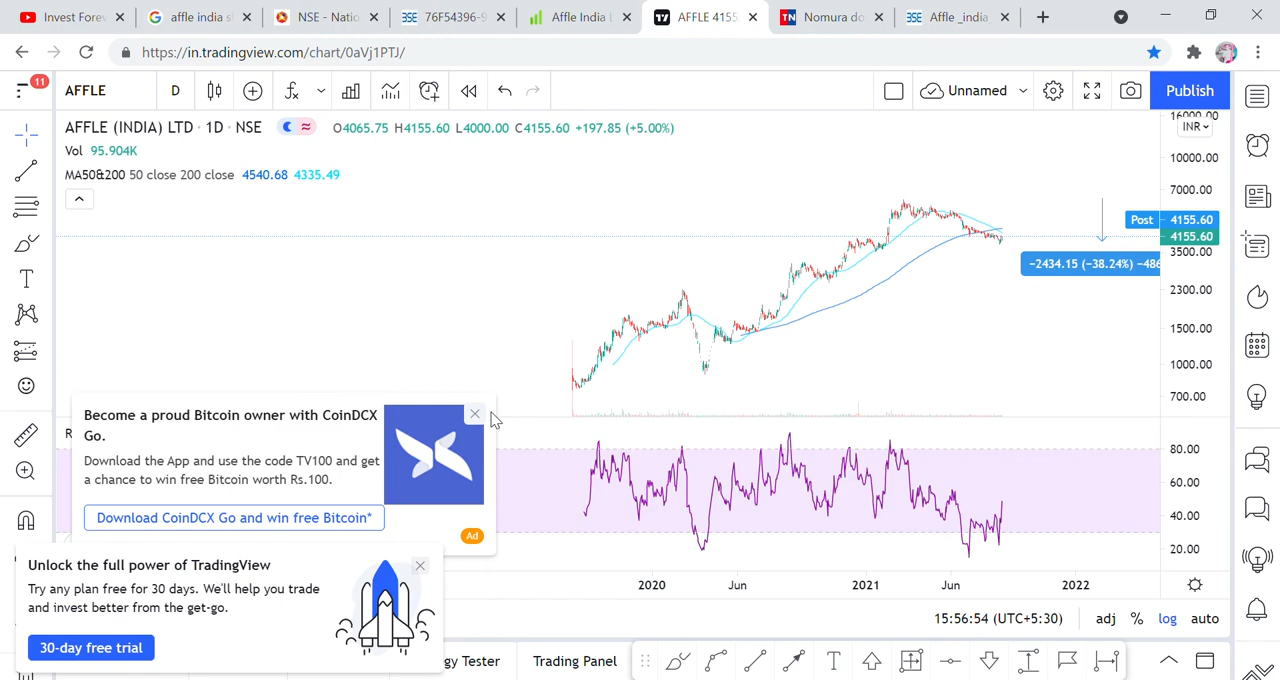 Invest Forev
affle india sh
NSE - Natio
76F54396-9
Affle India L
AFFLE 4155
Nomura do
Affle _india_
https://in.tradingview.com/chart/0aVj1PTJ/
11
AFFLE
D
Unnamed
Publish
AFFLE (INDIA) LTD · 1D · NSE
O4065.75 H4155.60 L4000.00 C4155.60 +197.85 (+5.00%)
Vol 95.904K
MA50&200 50 close 200 close 4540.68 4335.49
16000.00
INR
10000.00
7000.00
Post 4155.60
4155.60
3500.00
−2434.15 (−38.24%) −486
2300.00
1500.00
1000.00
700.00
Become a proud Bitcoin owner with CoinDCX
Go.
Download the App and use the code TV100 and get
a chance to win free Bitcoin worth Rs.100.
Download CoinDCX Go and win free Bitcoin*
Ad
R
80.00
60.00
40.00
20.00
Unlock the full power of TradingView
Try any plan free for 30 days. We'll help you trade
and invest better from the get-go.
30-day free trial
2020
Jun
2021
Jun
2022
15:56:54 (UTC+5:30)
adj
%
log
auto
gy Tester
Trading Panel